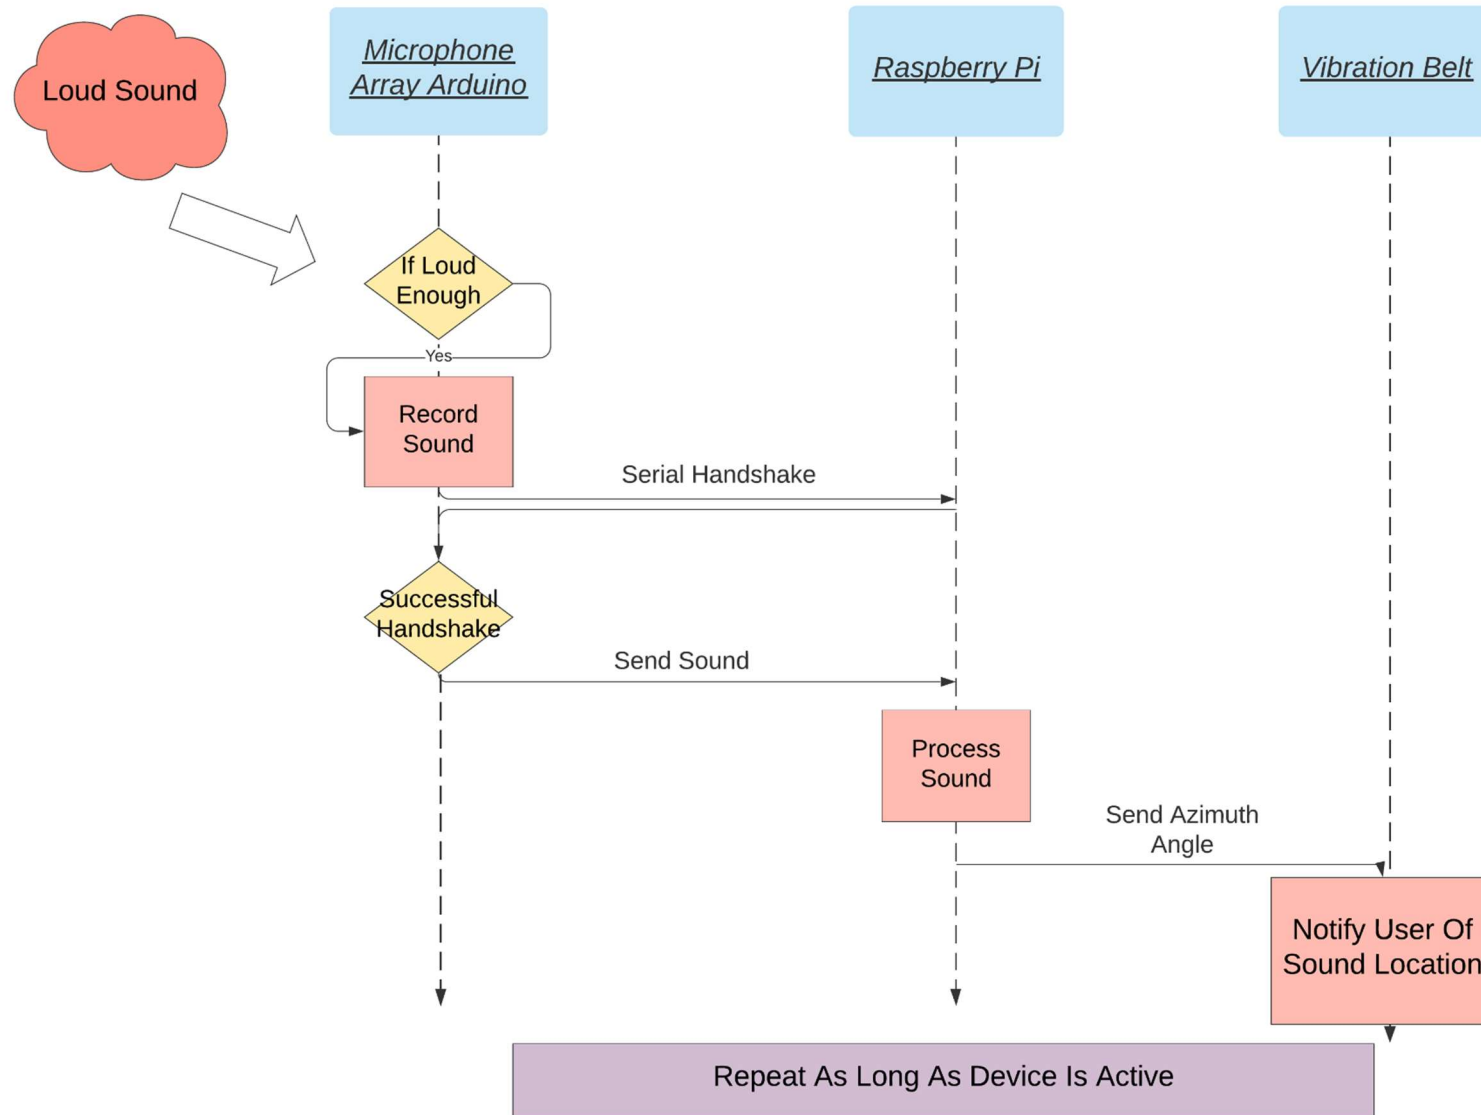 Loud Sound
Microphone
Array Arduino
Raspberry Pi
Vibration Belt
If Loud
Enough
Yes
Record
Sound
Serial Handshake
Successful
Handshake
Send Sound
Process
Sound
Send Azimuth
Angle
Notify User Of
Sound Location
Repeat As Long As Device Is Active